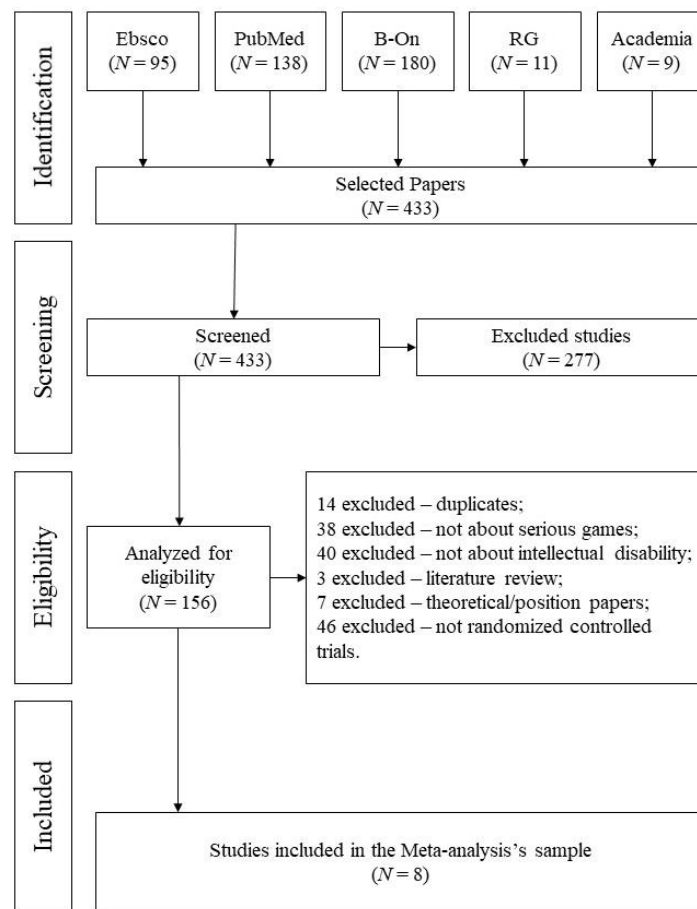 Identification
Ebsco
(N = 95)
PubMed
(N = 138)
B-On
(N = 180)
RG
(N = 11)
Academia
(N = 9)
Selected Papers
(N = 433)
Screening
Screened
(N = 433)
Excluded studies
(N = 277)
Eligibility
Analyzed for
eligibility
(N = 156)
14 excluded – duplicates;
38 excluded – not about serious games;
40 excluded – not about intellectual disability;
3 excluded – literature review;
7 excluded – theoretical/position papers;
46 excluded – not randomized controlled
trials.
Included
Studies included in the Meta-analysis’s sample
(N = 8)